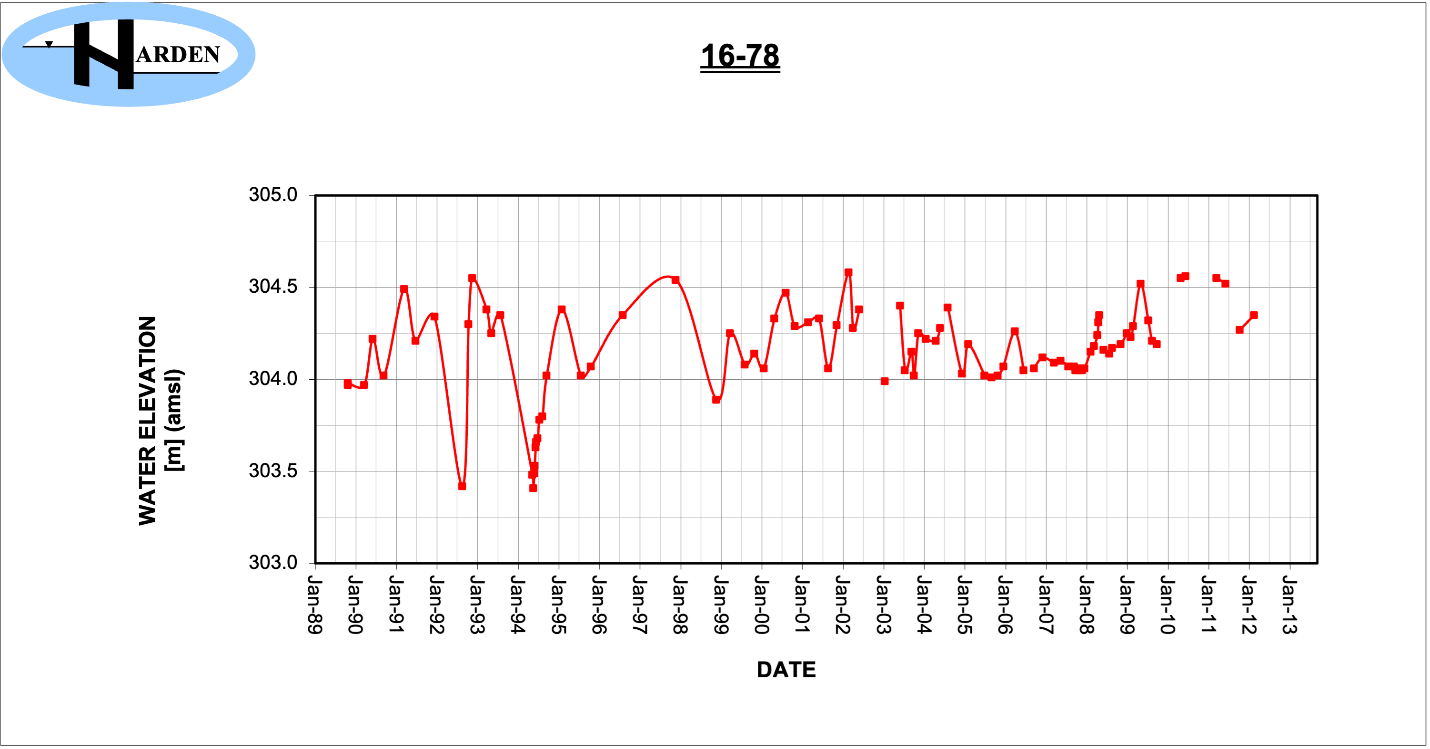 HARDEN
16-78
305.0
304.5
304.0
303.5
303.0
WATER ELEVATION
[m] (amsl)
Jan-89
Jan-90
Jan-91
Jan-92
Jan-93
Jan-94
Jan-95
Jan-96
Jan-97
Jan-98
Jan-99
Jan-00
Jan-01
Jan-02
Jan-03
Jan-04
Jan-05
Jan-06
Jan-07
Jan-08
Jan-09
Jan-10
Jan-11
Jan-12
Jan-13
DATE